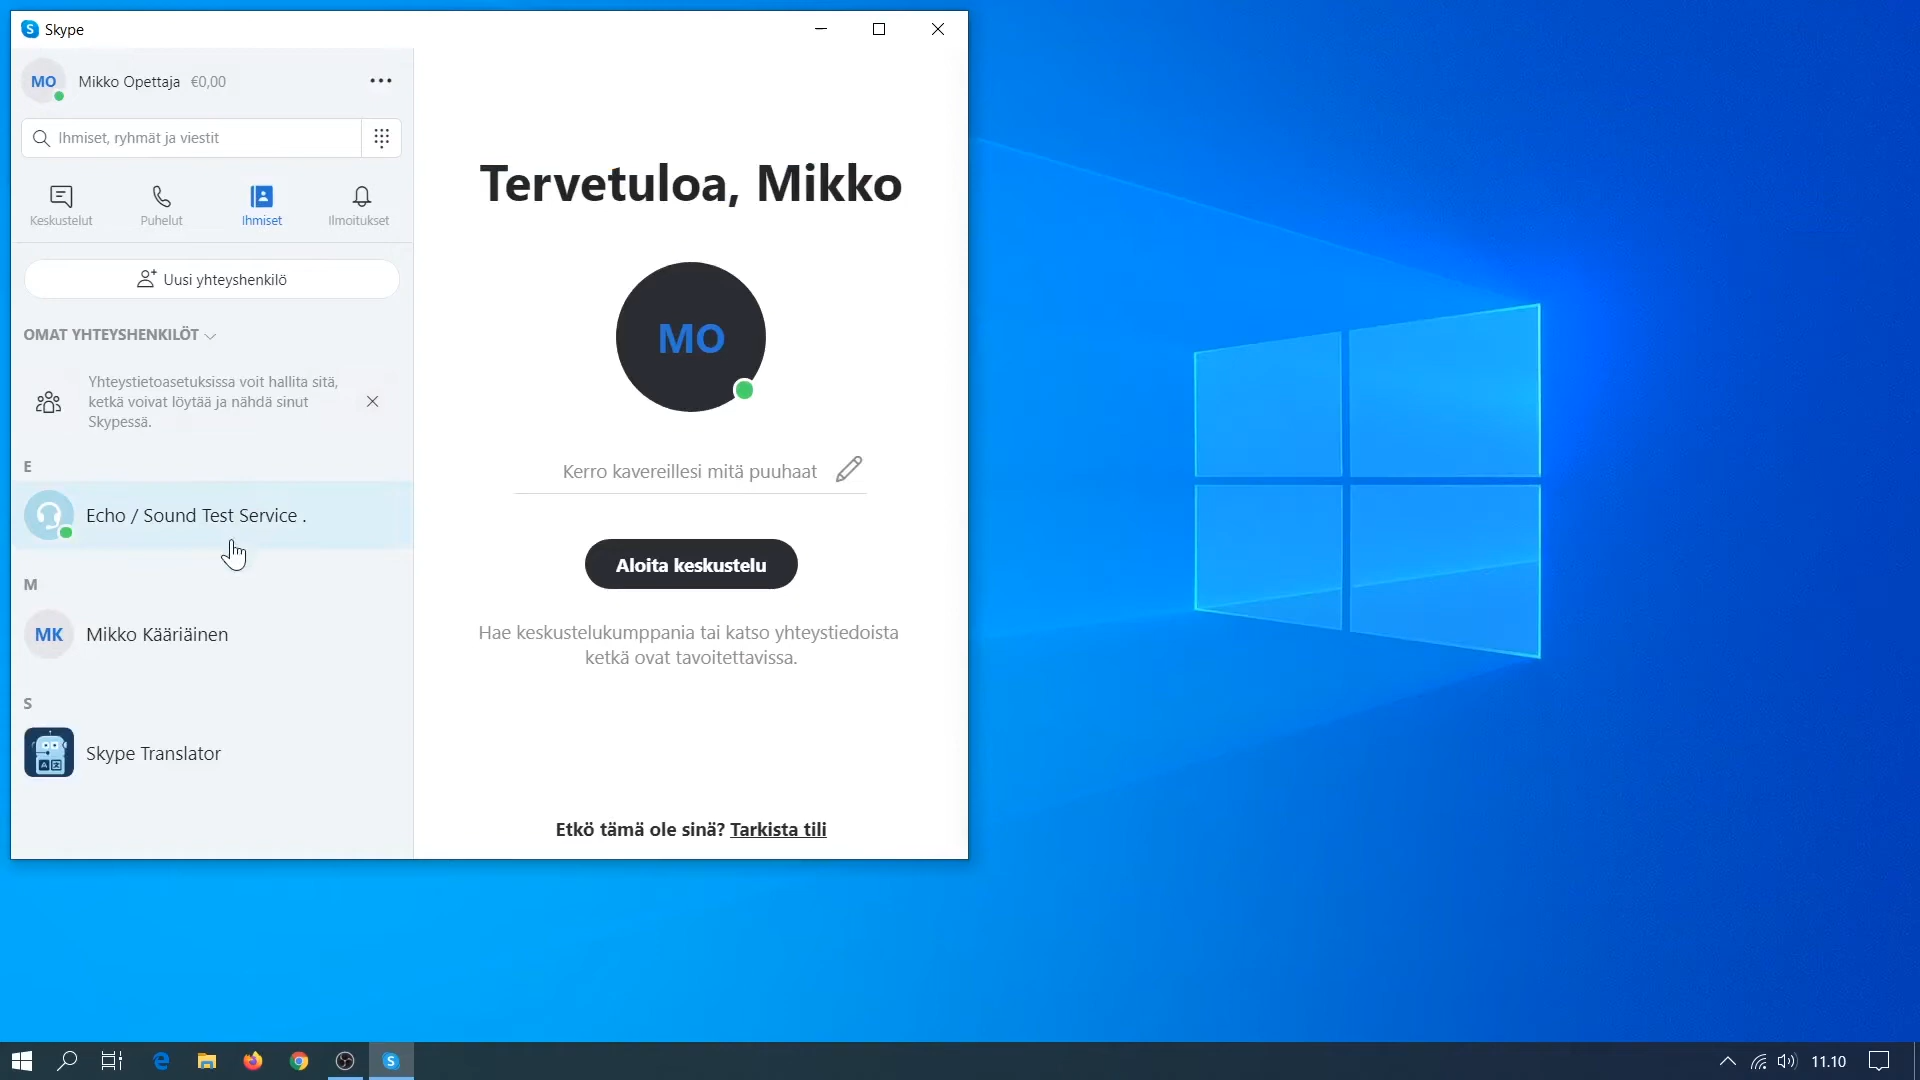 Skype
MO Mikko Opettaja €0,00
Ihmiset, ryhmät ja viestit
Keskustelut Puhelut Ihmiset Ilmoitukset
Uusi yhteyshenkilö
OMAT YHTEYSHENKILÖT
Yhteystietoasetuksissa voit hallita sitä,
ketkä voivat löytää ja nähdä sinut
Skypessä.
E
Echo / Sound Test Service .
M
MK Mikko Kääriäinen
S
Skype Translator
Tervetuloa, Mikko
MO
Kerro kavereillesi mitä puuhaat
Aloita keskustelu
Hae keskustelukumppania tai katso yhteystiedoista
ketkä ovat tavoitettavissa.
Etkö tämä ole sinä? Tarkista tili
11.10